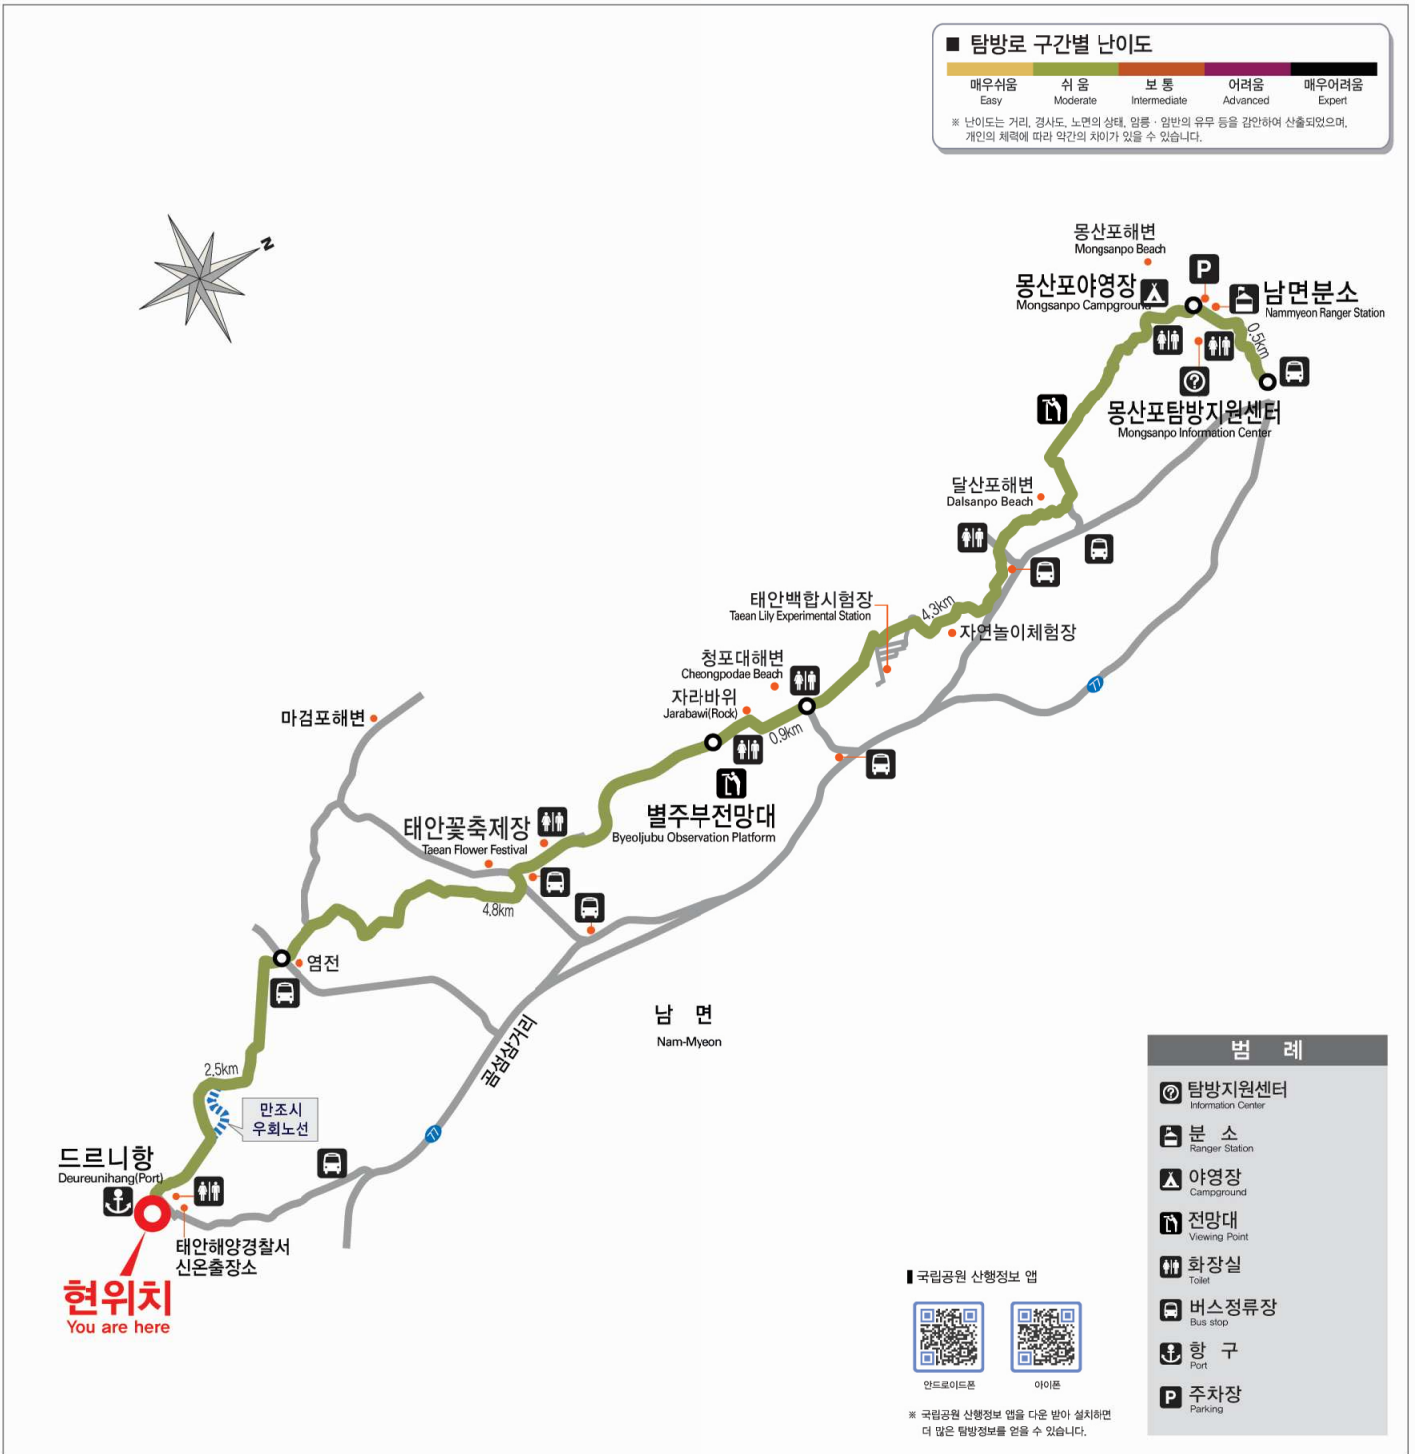 ■ 탐방로 구간별 난이도
매우쉬움 쉬 움 보 통 어려움 매우어려움
Easy Moderate Intermediate Advanced Expert
※ 난이도는 거리, 경사도, 노면의 상태, 암릉 · 암반의 유무 등을 감안하여 산출되었으며,
개인의 체력에 따라 약간의 차이가 있을 수 있습니다.
N
몽산포해변
Mongsanpo Beach
P
몽산포야영장
Mongsanpo Campground
남면분소
Nammyeon Ranger Station
0.5km
몽산포탐방지원센터
Mongsanpo Information Center
달산포해변
Dalsanpo Beach
태안백합시험장
Taean Lily Experimental Station
4.3km
자연놀이체험장
청포대해변
Cheongpodae Beach
자라바위
Jarabawi(Rock)
0.9km
77
마검포해변
별주부전망대
Byeoljubu Observation Platform
태안꽃축제장
Taean Flower Festival
4.8km
염전
남 면
Nam-Myeon
곰섬삼거리
2.5km
만조시
우회노선
77
드르니항
Deureunihang(Port)
태안해양경찰서
신온출장소
현위치
You are here
범 례
탐방지원센터
Information Center
분 소
Ranger Station
야영장
Campground
전망대
Viewing Point
화장실
Toilet
버스정류장
Bus stop
항 구
Port
P 주차장
Parking
국립공원 산행정보 앱
안드로이드폰 아이폰
※ 국립공원 산행정보 앱을 다운 받아 설치하면
더 많은 탐방정보를 얻을 수 있습니다.